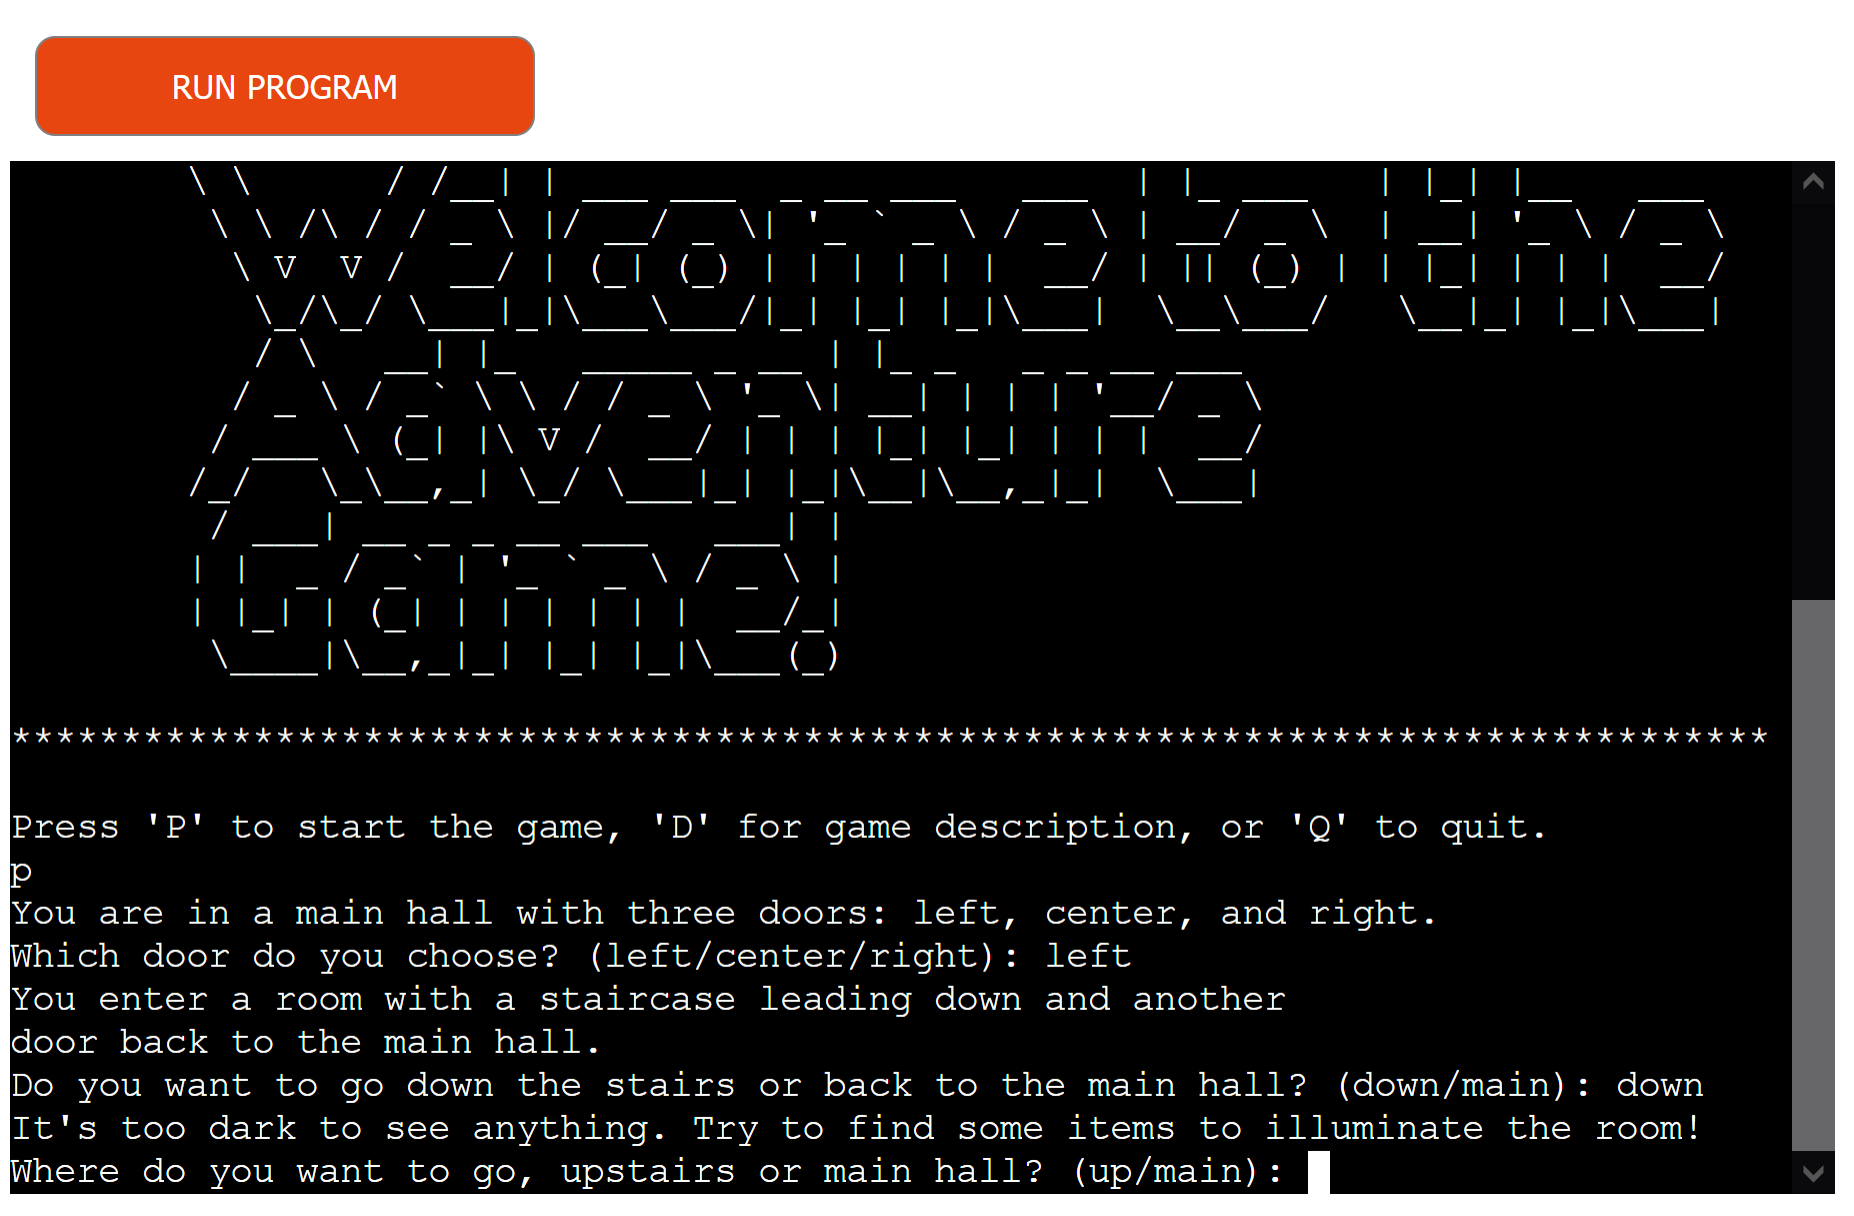 RUN PROGRAM
Welcome to the
Adventure
Game!
********************************************************************************
Press 'P' to start the game, 'D' for game description, or 'Q' to quit.
p
You are in a main hall with three doors: left, center, and right.
Which door do you choose? (left/center/right): left
You enter a room with a staircase leading down and another
door back to the main hall.
Do you want to go down the stairs or back to the main hall? (down/main): down
It's too dark to see anything. Try to find some items to illuminate the room!
Where do you want to go, upstairs or main hall? (up/main):